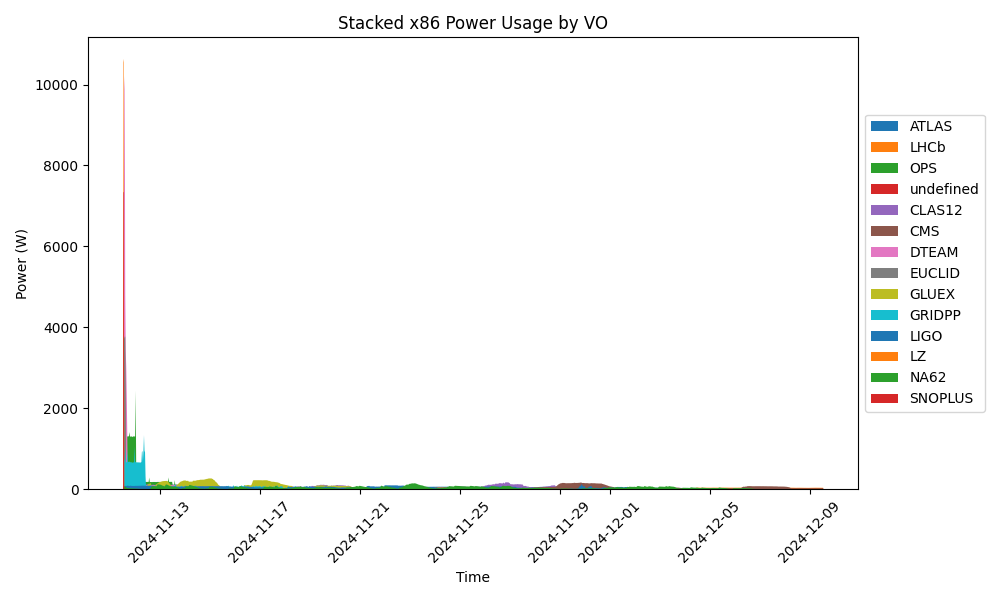 Stacked x86 Power Usage by VO
10000
8000
6000
4000
2000
0
Power (W)
2024-11-13
2024-11-17
2024-11-21
2024-11-25
2024-11-29
2024-12-01
2024-12-05
2024-12-09
Time
ATLAS
LHCb
OPS
undefined
CLAS12
CMS
DTEAM
EUCLID
GLUEX
GRIDPP
LIGO
LZ
NA62
SNOPLUS